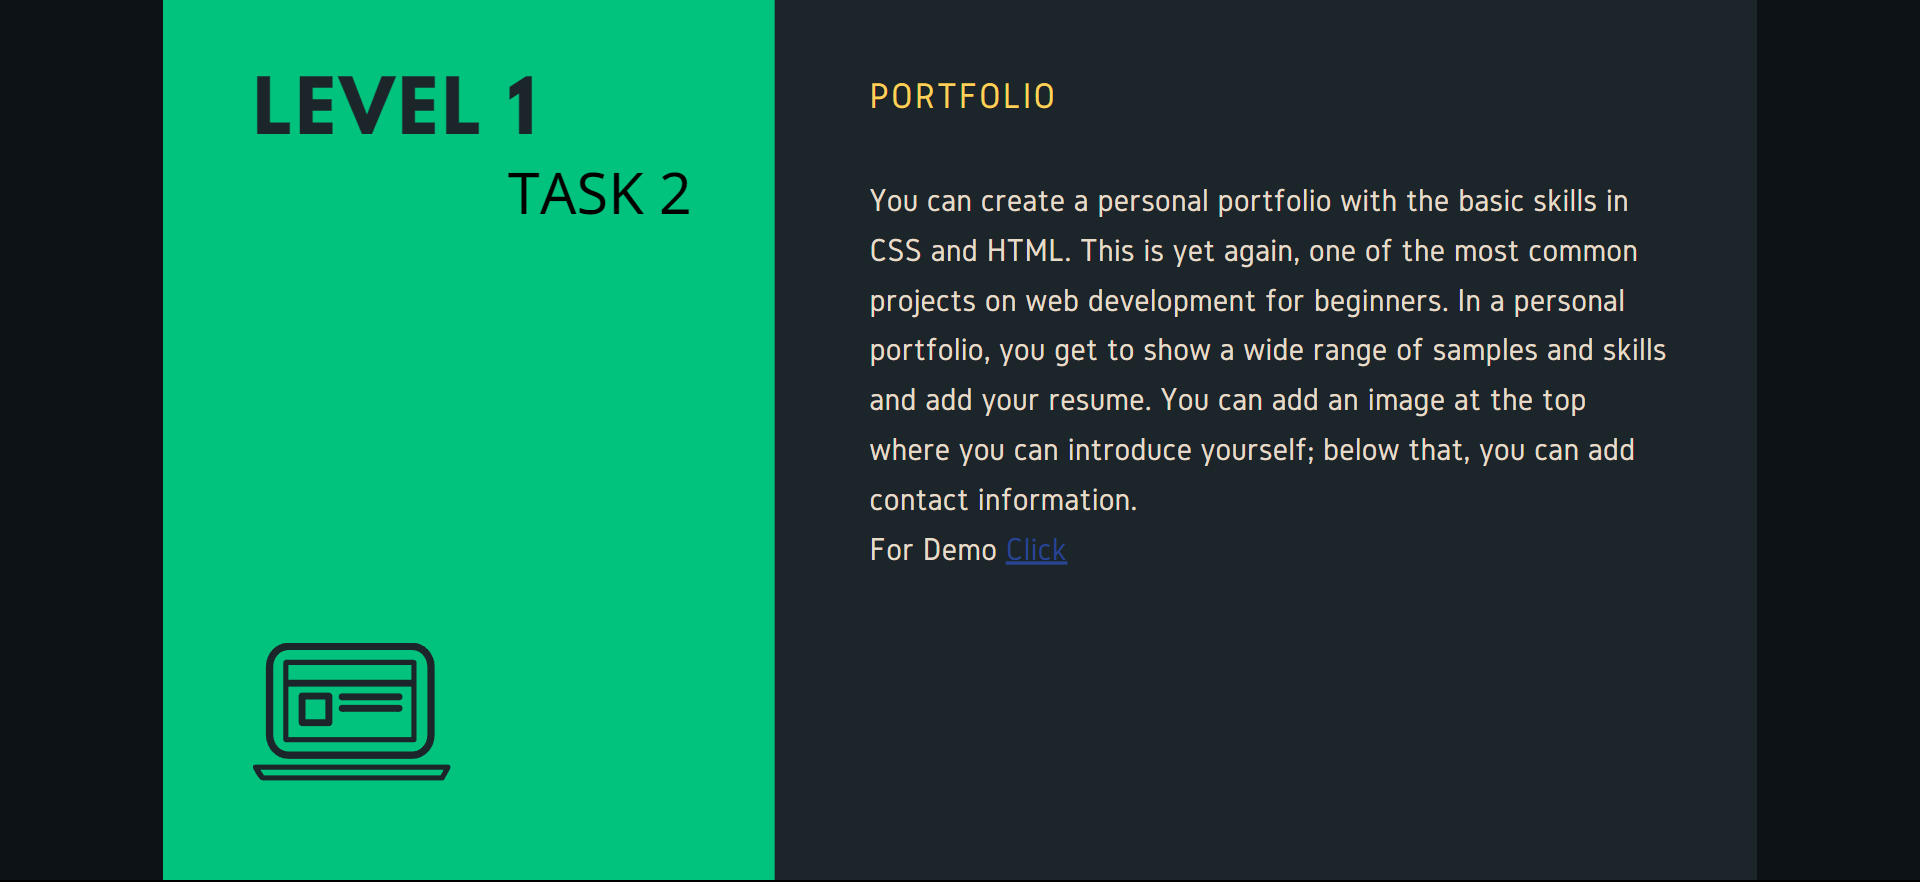 LEVEL 1
TASK 2
PORTFOLIO
You can create a personal portfolio with the basic skills in
CSS and HTML. This is yet again, one of the most common
projects on web development for beginners. In a personal
portfolio, you get to show a wide range of samples and skills
and add your resume. You can add an image at the top
where you can introduce yourself; below that, you can add
contact information.
For Demo Click